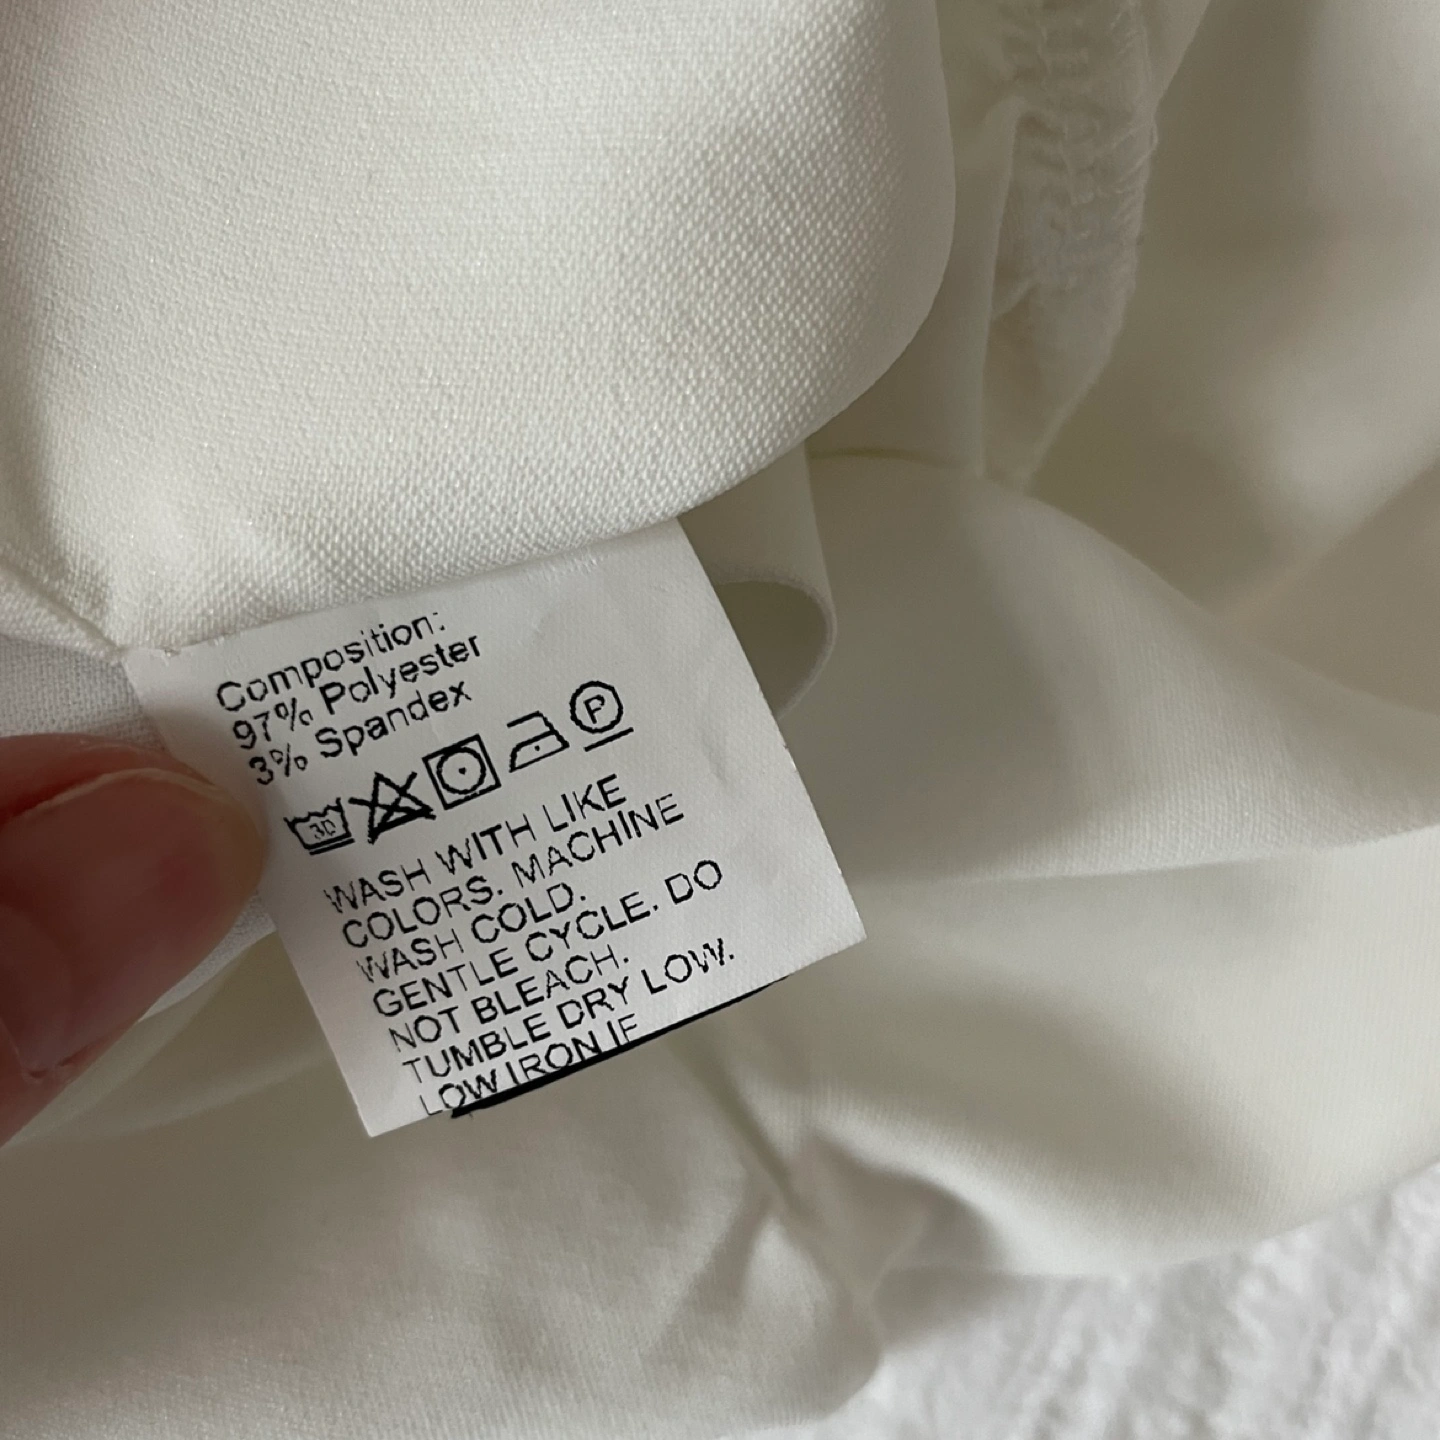 Composition:
97% Polyester
3% Spandex
30 P
WASH WITH LIKE
COLORS. MACHINE
WASH COLD.
GENTLE CYCLE. DO
NOT BLEACH.
TUMBLE DRY LOW.
LOW IRON IF